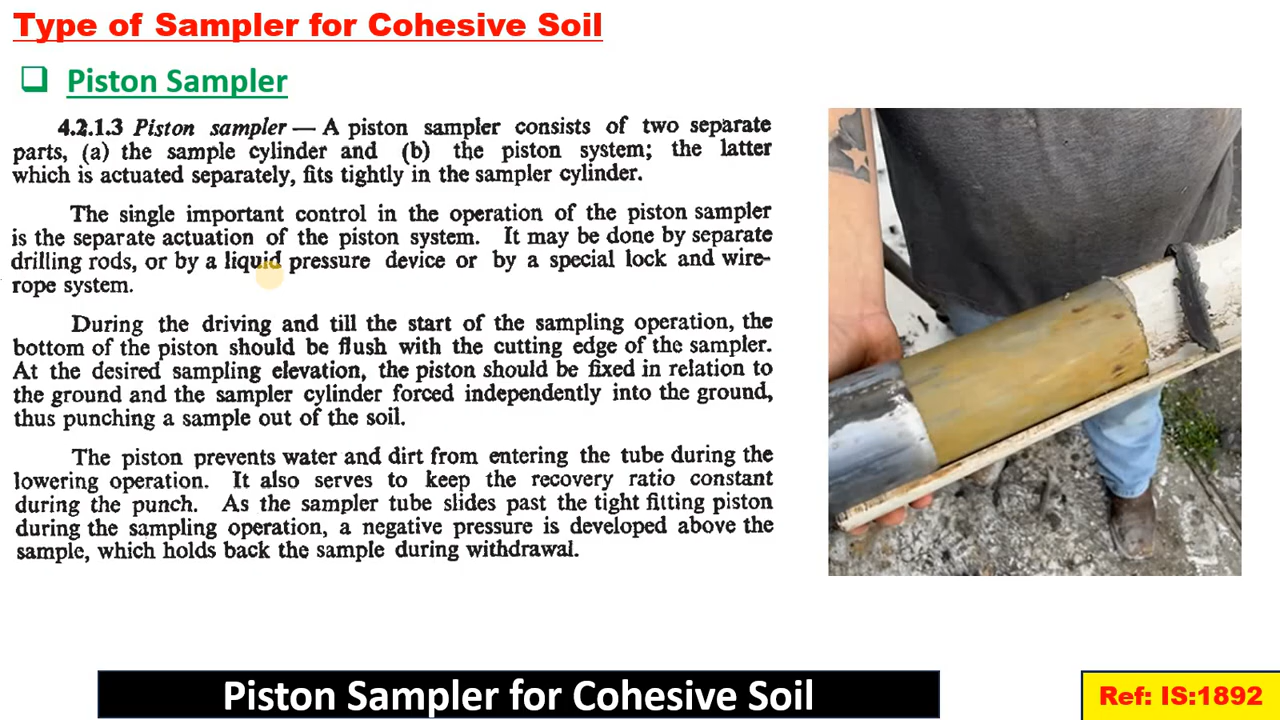 Type of Sampler for Cohesive Soil
Piston Sampler
4.2.1.3 Piston sampler — A piston sampler consists of two separate
parts, (a) the sample cylinder and (b) the piston system; the latter
which is actuated separately, fits tightly in the sampler cylinder.
The single important control in the operation of the piston sampler
is the separate actuation of the piston system. It may be done by separate
drilling rods, or by a liquid pressure device or by a special lock and wire-
rope system.
During the driving and till the start of the sampling operation, the
bottom of the piston should be flush with the cutting edge of the sampler.
At the desired sampling elevation, the piston should be fixed in relation to
the ground and the sampler cylinder forced independently into the ground,
thus punching a sample out of the soil.
The piston prevents water and dirt from entering the tube during the
lowering operation. It also serves to keep the recovery ratio constant
during the punch. As the sampler tube slides past the tight fitting piston
during the sampling operation, a negative pressure is developed above the
sample, which holds back the sample during withdrawal.
Piston Sampler for Cohesive Soil
Ref: IS:1892